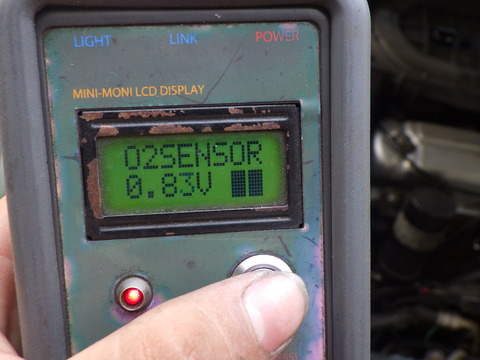 LIGHT LINK POWER
MINI-MONI LCD DISPLAY
O2SENSOR
0.83V